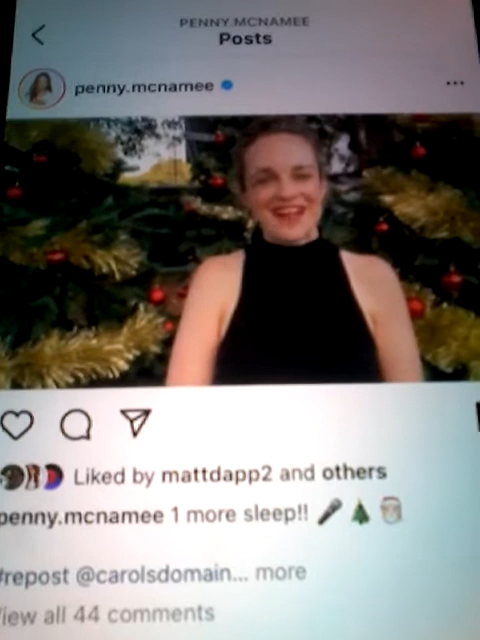 PENNY.MCNAMEE
Posts
penny.mcnamee
Liked by mattdapp2 and others
penny.mcnamee 1 more sleep!! 🎤🎄🎅
#repost @carolsdomain... more
View all 44 comments